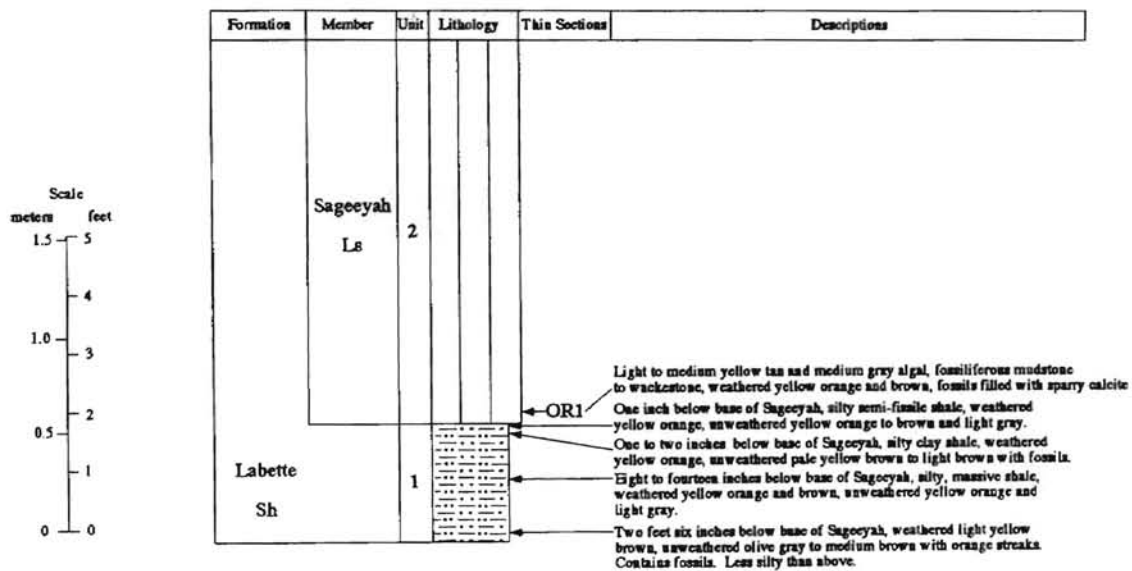 Formation Member Unit Lithology Thin Sections Descriptions
Scale
meters feet
1.5 5
4
1.0
3
2
0.5
1
0 0
Sageeyah
Ls
2
Labette
Sh
1
OR1
Light to medium yellow tan and medium gray algal, fossiliferous mudstone
to wackestone, weathered yellow orange and brown, fossils filled with sparry calcite
One inch below base of Sageeyah, silty semi-fissile shale, weathered
yellow orange, unweathered yellow orange to brown and light gray.
One to two inches below base of Sageeyah, silty clay shale, weathered
yellow orange, unweathered pale yellow brown to light brown with fossils.
Eight to fourteen inches below base of Sageeyah, silty, massive shale,
weathered yellow orange and brown, unweathered yellow orange and
light gray.
Two feet six inches below base of Sageeyah, weathered light yellow
brown, unweathered olive gray to medium brown with orange streaks.
Contains fossils. Less silty than above.